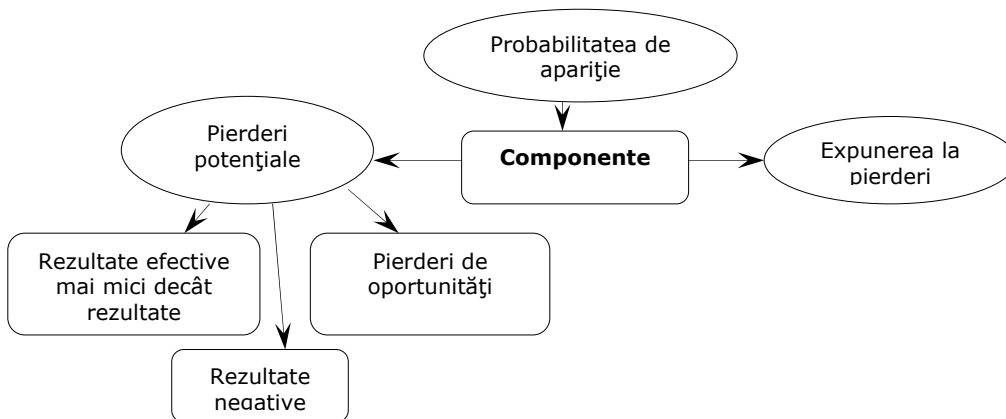 Probabilitatea de
apariţie
Pierderi
potenţiale
Componente
Expunerea la
pierderi
Rezultate efective
mai mici decât
rezultate
Pierderi de
oportunităţi
Rezultate
negative